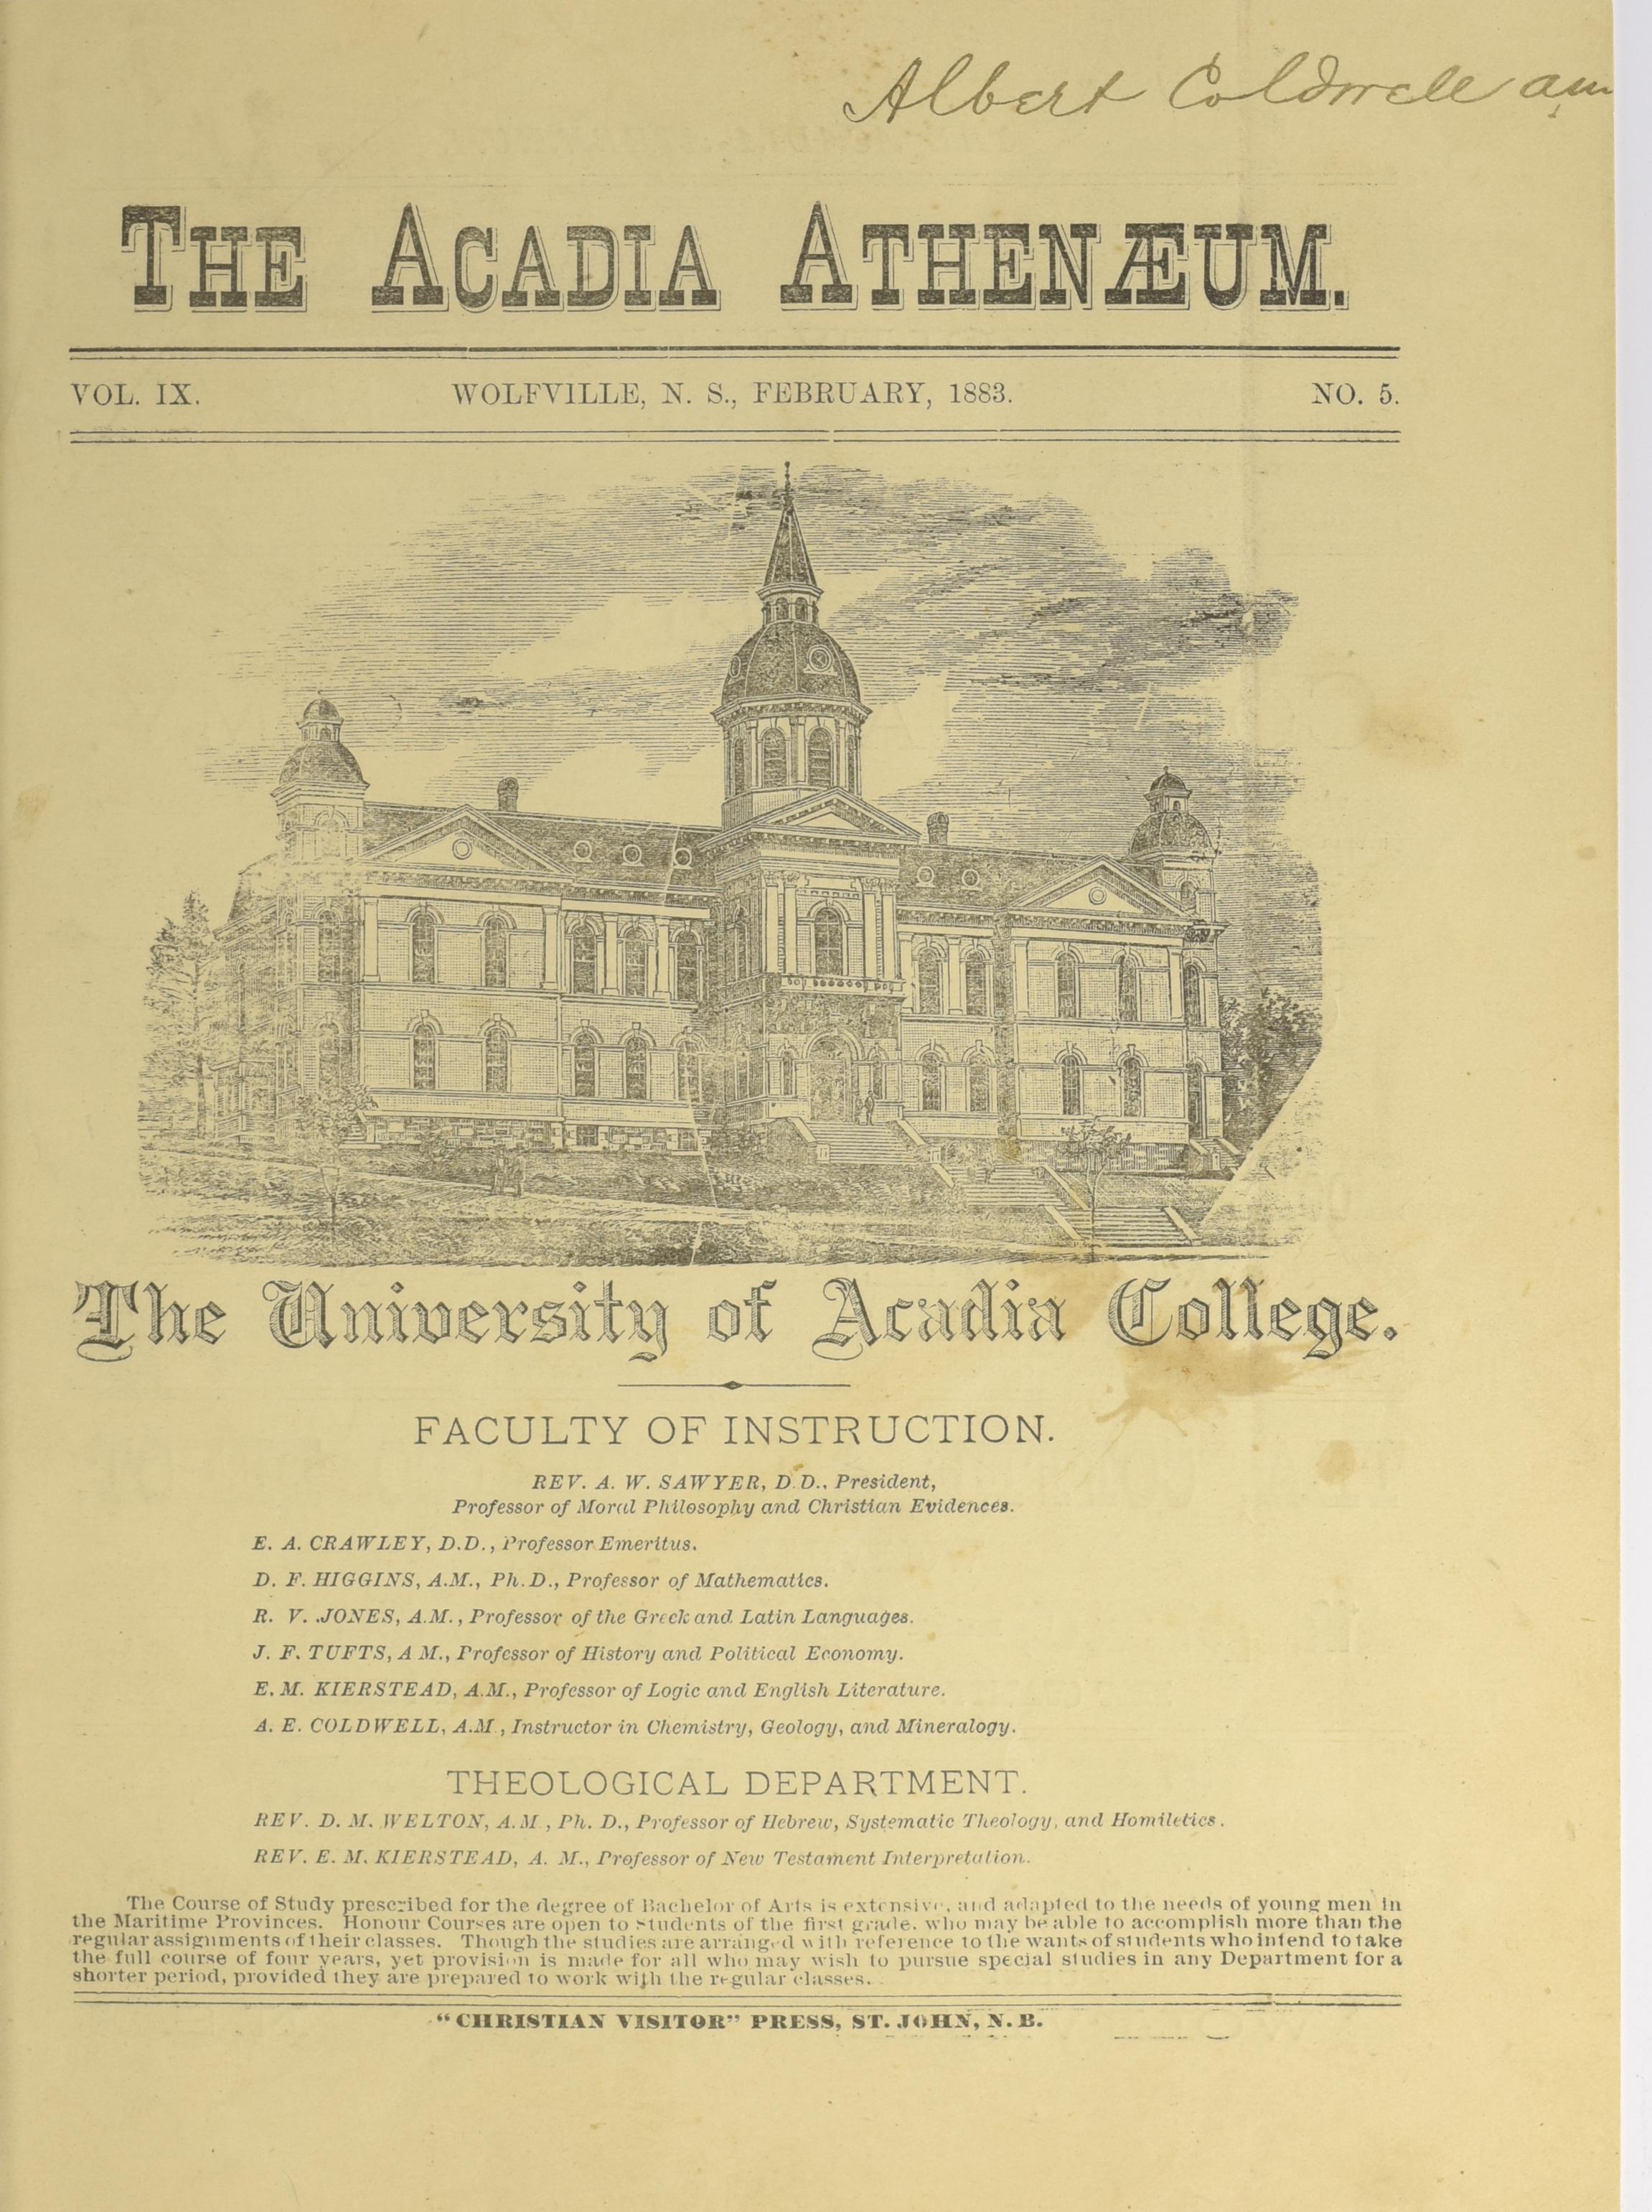 Albert Coldwell am
THE ACADIA ATHENÆUM.
VOL. IX. WOLFVILLE, N. S., FEBRUARY, 1883. NO. 5.
The University of Acadia College.
FACULTY OF INSTRUCTION.
REV. A. W. SAWYER, D.D., President,
Professor of Moral Philosophy and Christian Evidences.
E. A. CRAWLEY, D.D., Professor Emeritus.
D. F. HIGGINS, A.M., Ph.D., Professor of Mathematics.
R. V. JONES, A.M., Professor of the Greek and Latin Languages.
J. F. TUFTS, A M., Professor of History and Political Economy.
E. M. KIERSTEAD, A.M., Professor of Logic and English Literature.
A. E. COLDWELL, A.M., Instructor in Chemistry, Geology, and Mineralogy.
THEOLOGICAL DEPARTMENT.
REV. D. M. WELTON, A.M., Ph. D., Professor of Hebrew, Systematic Theology, and Homiletics.
REV. E. M. KIERSTEAD, A. M., Professor of New Testament Interpretation.
The Course of Study prescribed for the degree of Bachelor of Arts is extensive, and adapted to the needs of young men in
the Maritime Provinces. Honour Courses are open to students of the first grade. who may be able to accomplish more than the
regular assignments of their classes. Though the studies are arranged with reference to the wants of students who intend to take
the full course of four years, yet provision is made for all who may wish to pursue special studies in any Department for a
shorter period, provided they are prepared to work with the regular classes.
"CHRISTIAN VISITOR" PRESS, ST. JOHN, N. B.